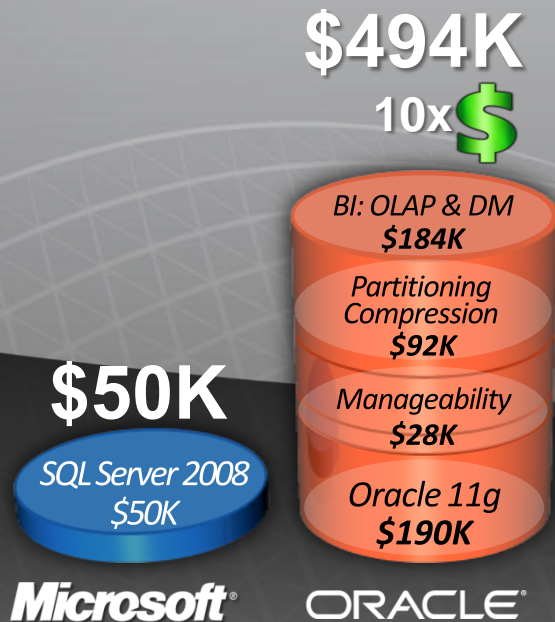 $494K
10x$
BI: OLAP & DM
$184K
Partitioning
Compression
$92K
Manageability
$28K
Oracle 11g
$190K
$50K
SQL Server 2008
$50K
Microsoft®
ORACLE®